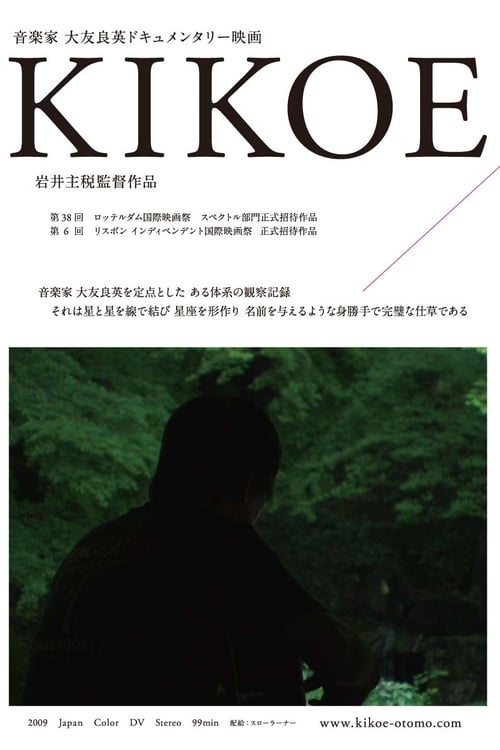 音楽家 大友良英ドキュメンタリー映画
KIKOE
岩井主税監督作品
第38回 ロッテルダム国際映画祭 スペクトル部門正式招待作品
第6回 リスボン インディペンデント国際映画祭 正式招待作品
音楽家 大友良英を定点とした ある体系の観察記録
それは星と星を線で結び 星座を形作り 名前を与えるような身勝手で完璧な仕草である
2009 Japan Color DV Stereo 99min 配給：スローラーナー www.kikoe-otomo.com